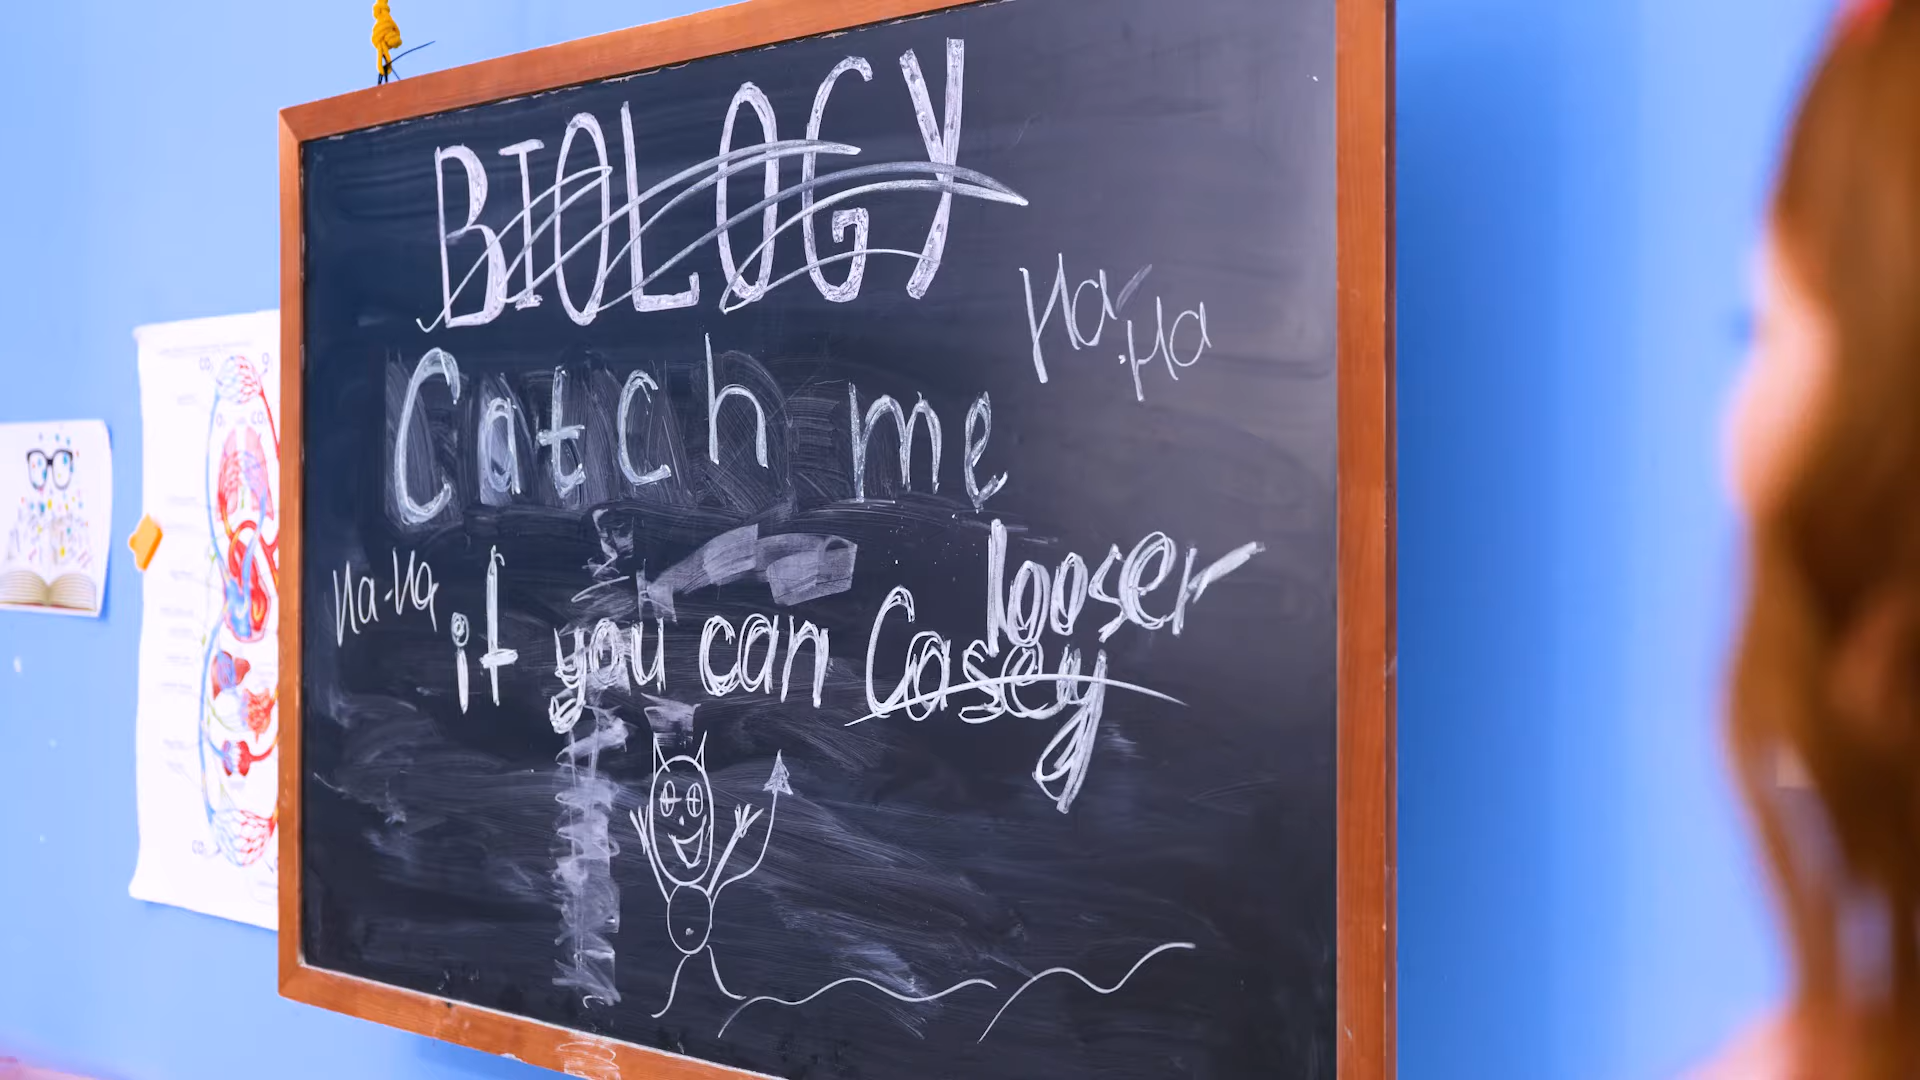 BIOLOGY
Ha Ha
Catch me
looser
Ha-Ha
if you can Casey